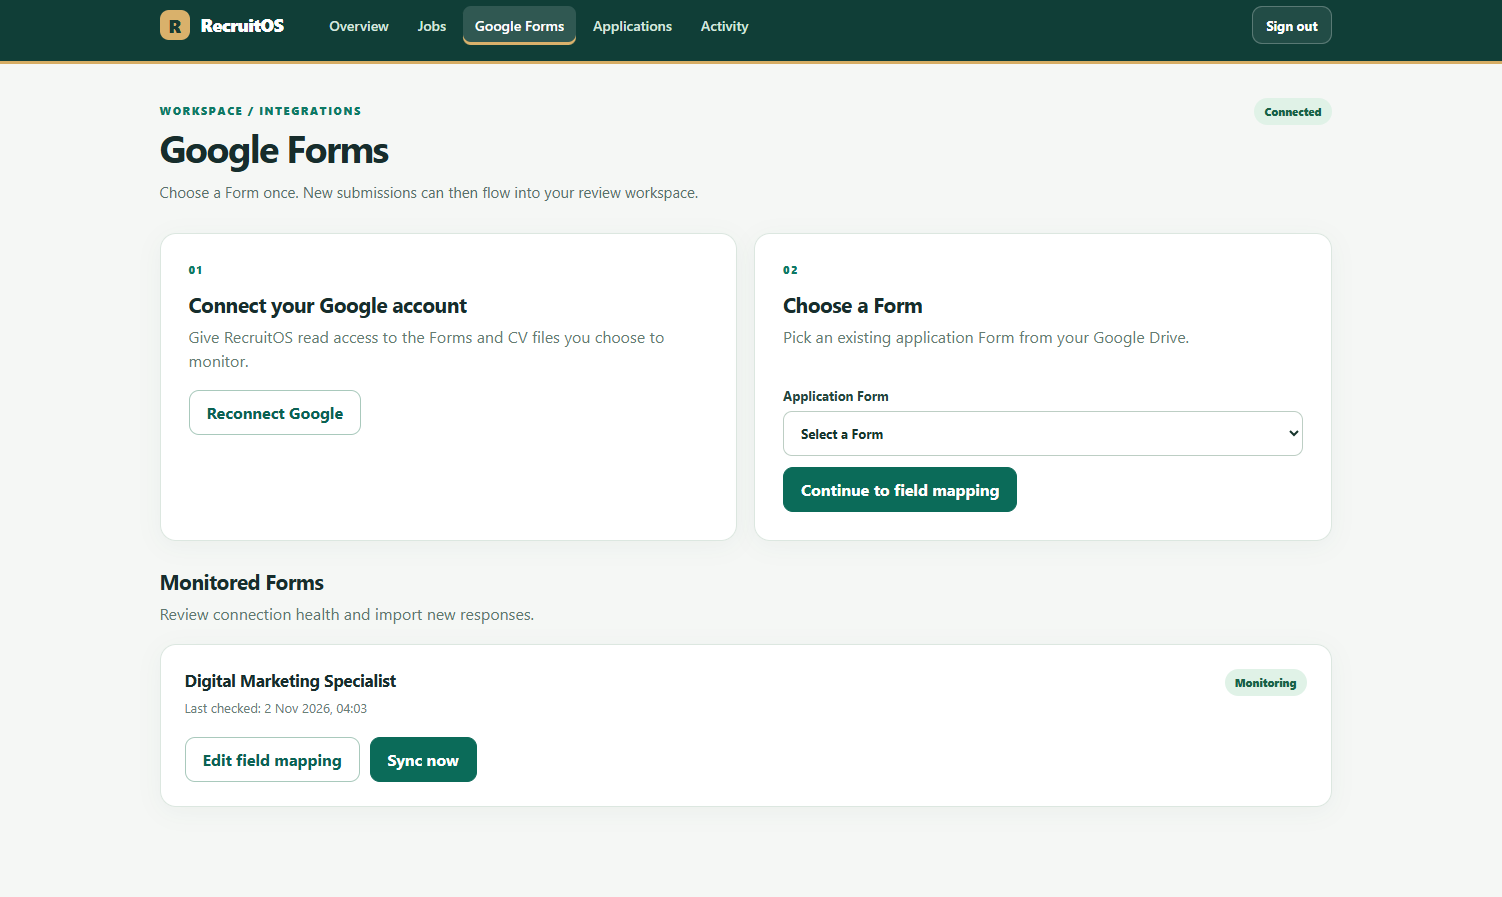 R RecruitOS Overview Jobs Google Forms Applications Activity Sign out
WORKSPACE / INTEGRATIONS
Connected
Google Forms
Choose a Form once. New submissions can then flow into your review workspace.
01
Connect your Google account
Give RecruitOS read access to the Forms and CV files you choose to
monitor.
Reconnect Google
02
Choose a Form
Pick an existing application Form from your Google Drive.
Application Form
Select a Form
Continue to field mapping
Monitored Forms
Review connection health and import new responses.
Digital Marketing Specialist
Monitoring
Last checked: 2 Nov 2026, 04:03
Edit field mapping Sync now